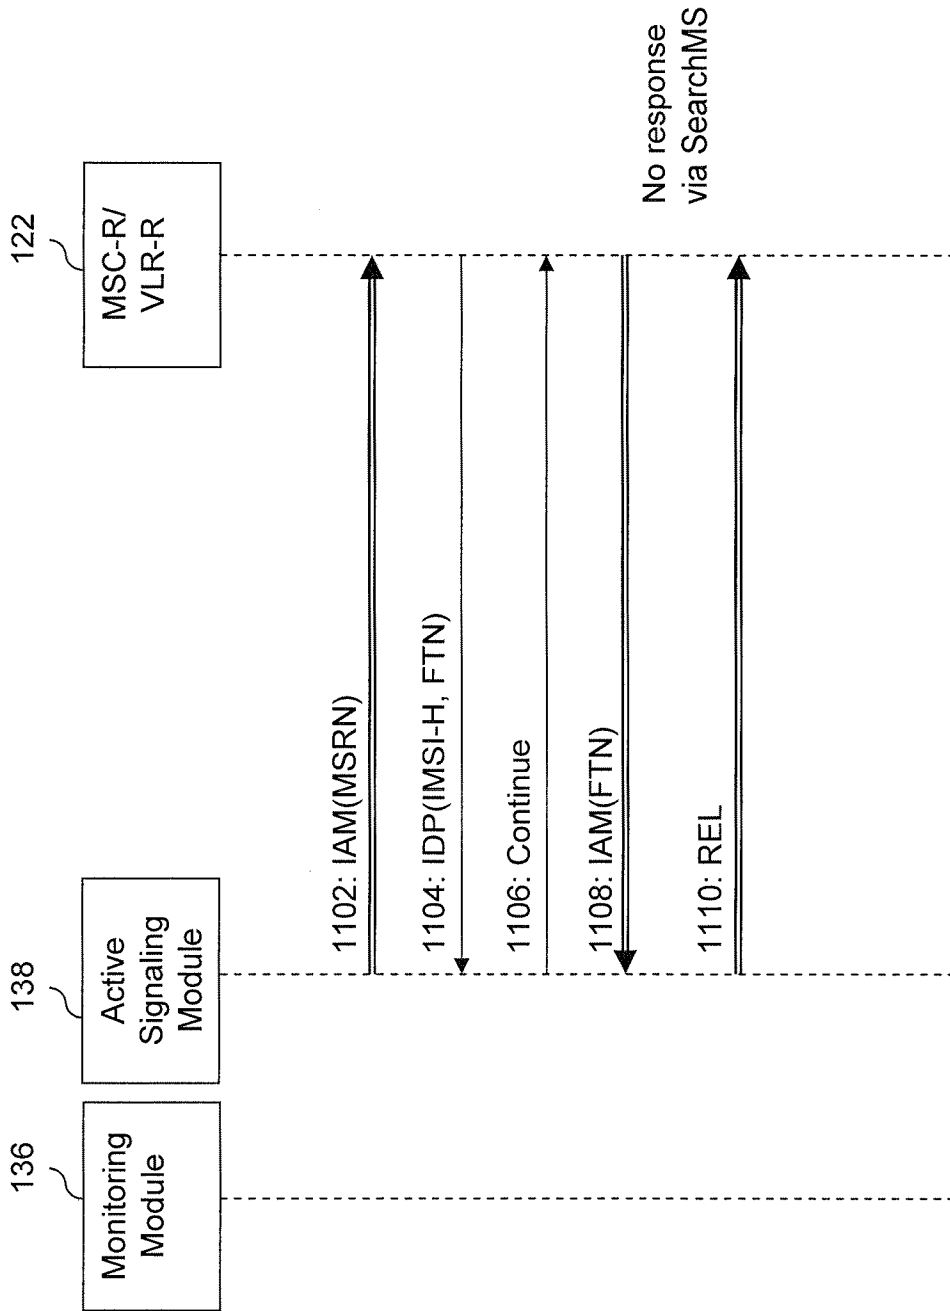 136
Monitoring
Module
138
Active
Signaling
Module
122
MSC-R/
VLR-R
1102: IAM(MSRN)
1104: IDP(IMSI-H, FTN)
1106: Continue
1108: IAM(FTN)
No response
via SearchMS
1110: REL